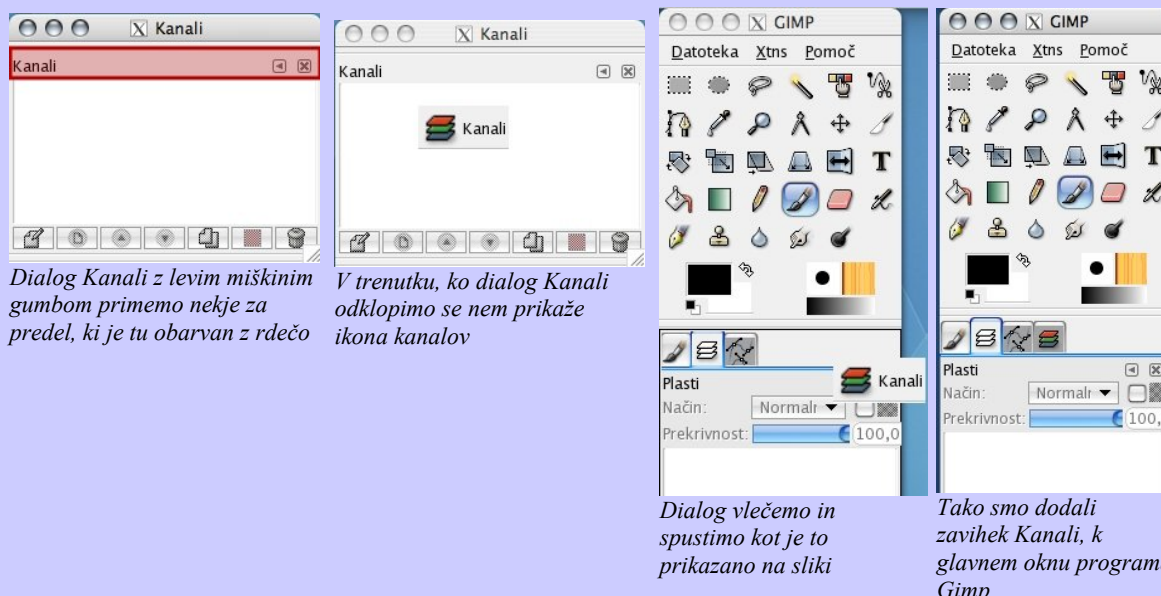 Kanali
Kanali
Dialog Kanali z levim miškinim
gumbom primemo nekje za
predel, ki je tu obarvan z rdečo
Kanali
Kanali
Kanali
V trenutku, ko dialog Kanali
odklopimo se nem prikaže
ikona kanalov
GIMP
Datoteka Xtns Pomoč
T
Plasti
Kanali
Način: Normalr
Prekrivnost: 100,0
Dialog vlečemo in
spustimo kot je to
prikazano na sliki
GIMP
Datoteka Xtns Pomoč
T
Plasti
Način: Normalr
Prekrivnost: 100,
Tako smo dodali
zavihek Kanali, k
glavnem oknu
Gimp